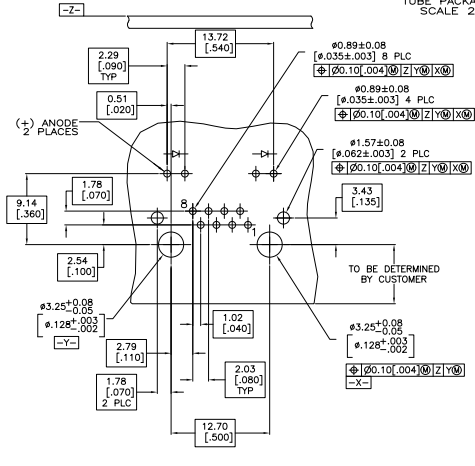 TUBE PACKA
SCALE 2
-Z-
13.72
[.540]
2.29
[.090]
TYP
0.51
[.020]
(+) ANODE
2 PLACES
ø0.89±0.08
[ø.035±.003] 8 PLC
⌖ Ø0.10[.004]Ⓜ Z YⓂ XⓂ
ø0.89±0.08
[ø.035±.003] 4 PLC
⌖ Ø0.10[.004]Ⓜ Z YⓂ XⓂ
ø1.57±0.08
[ø.062±.003] 2 PLC
⌖ Ø0.10[.004]Ⓜ Z YⓂ XⓂ
1.78
[.070]
9.14
[.360]
8
1
3.43
[.135]
2.54
[.100]
TO BE DETERMINED
BY CUSTOMER
ø3.25+0.08 -0.05
[ø.128+.003 -.002]
-Y-
1.02
[.040]
2.79
[.110]
2.03
[.080]
TYP
1.78
[.070]
2 PLC
12.70
[.500]
ø3.25+0.08 -0.05
[ø.128+.003 -.002]
⌖ Ø0.10[.004]Ⓜ Z YⓂ
-X-